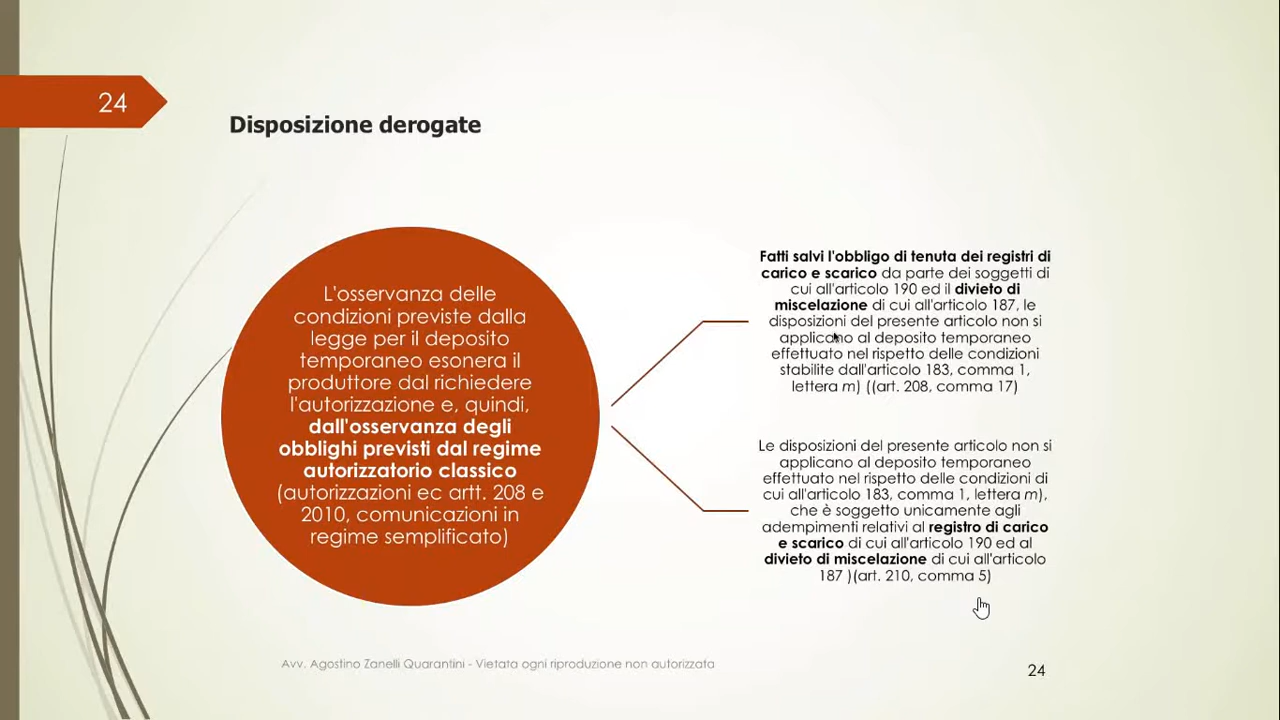 24
Disposizione derogate
L'osservanza delle
condizioni previste dalla
legge per il deposito
temporaneo esonera il
produttore dal richiedere
l'autorizzazione e, quindi,
dall'osservanza degli
obblighi previsti dal regime
autorizzatorio classico
(autorizzazioni ec artt. 208 e
2010, comunicazioni in
regime semplificato)
Fatti salvi l'obbligo di tenuta dei registri di
carico e scarico da parte dei soggetti di
cui all'articolo 190 ed il divieto di
miscelazione di cui all'articolo 187, le
disposizioni del presente articolo non si
applicano al deposito temporaneo
effettuato nel rispetto delle condizioni
stabilite dall'articolo 183, comma 1,
lettera m) ((art. 208, comma 17)
Le disposizioni del presente articolo non si
applicano al deposito temporaneo
effettuato nel rispetto delle condizioni di
cui all'articolo 183, comma 1, lettera m),
che è soggetto unicamente agli
adempimenti relativi al registro di carico
e scarico di cui all'articolo 190 ed al
divieto di miscelazione di cui all'articolo
187 )(art. 210, comma 5)
Avv. Agostino Zanelli Quarantini - Vietata ogni riproduzione non autorizzata
24